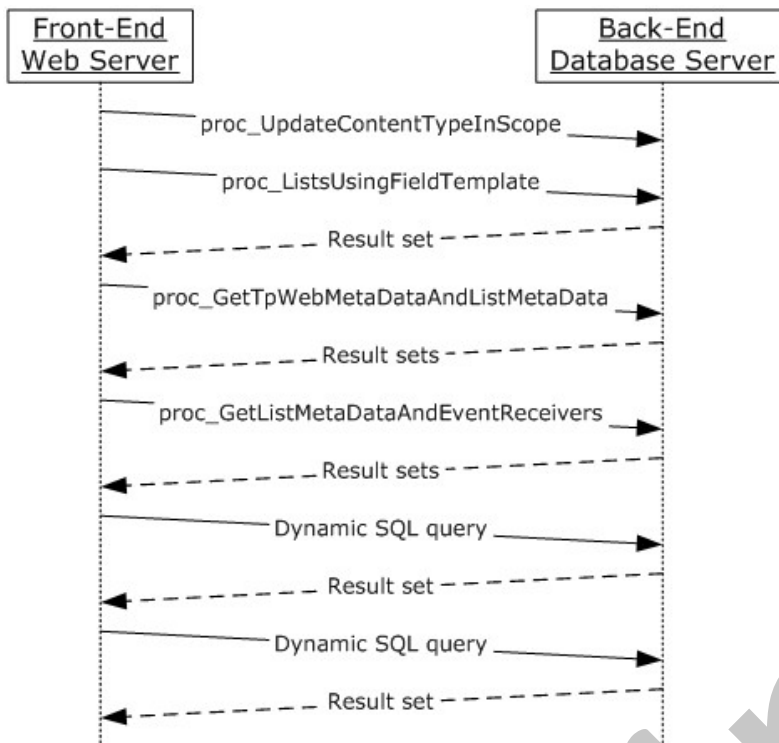 Front-End
Web Server
Back-End
Database Server
proc_UpdateContentTypeInScope
proc_ListsUsingFieldTemplate
Result set
proc_GetTpWebMetaDataAndListMetaData
Result sets
proc_GetListMetaDataAndEventReceivers
Result sets
Dynamic SQL query
Result set
Dynamic SQL query
Result set